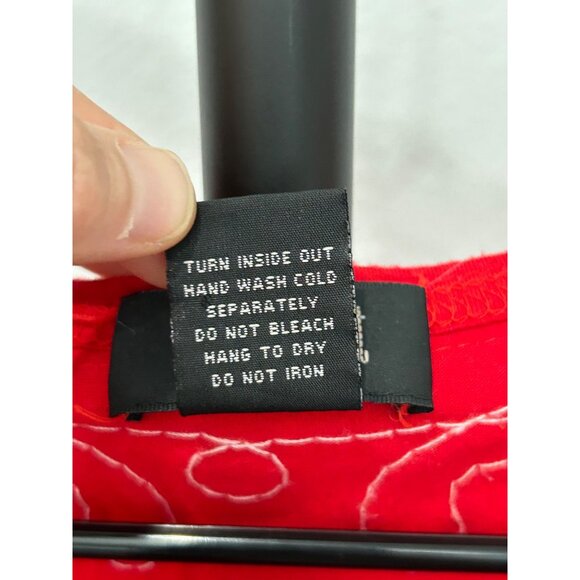 TURN INSIDE OUT
HAND WASH COLD
SEPARATELY
DO NOT BLEACH
HANG TO DRY
DO NOT IRON